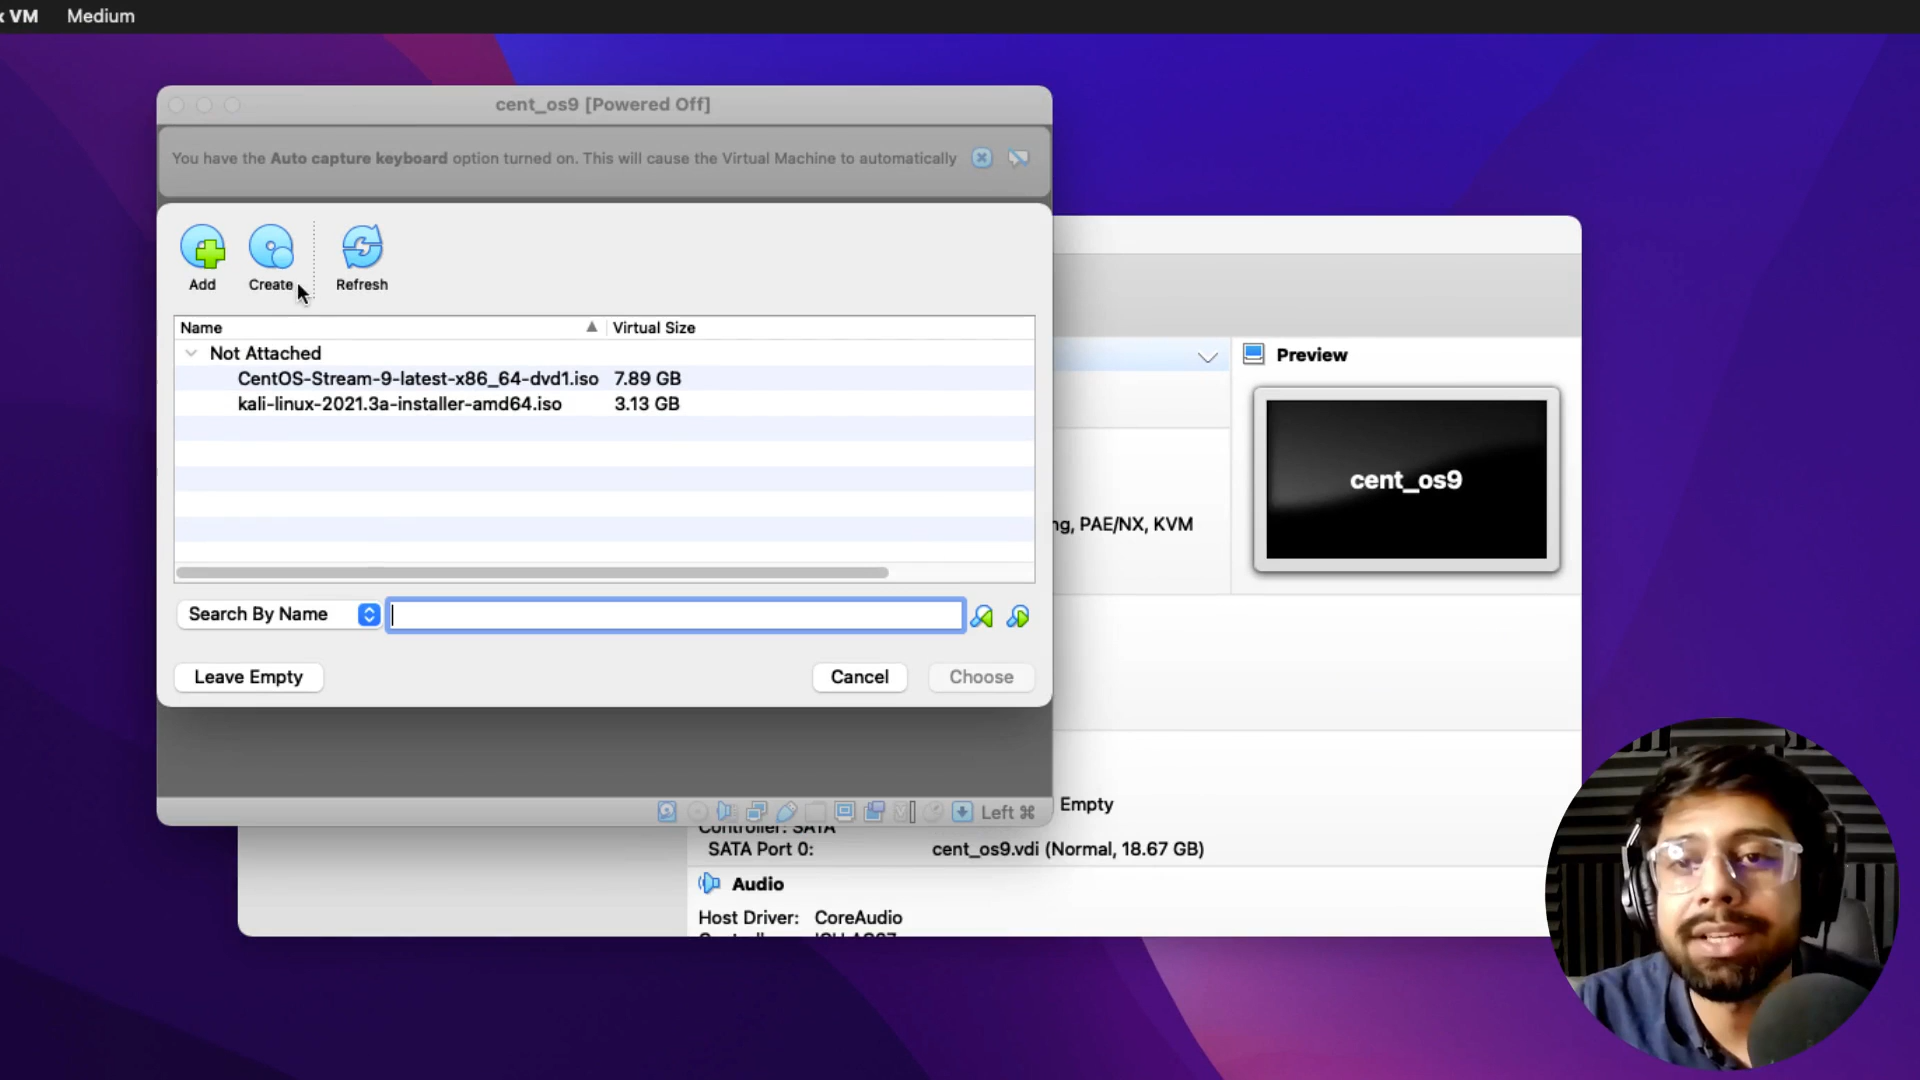 VM Medium
cent_os9 [Powered Off]
You have the Auto capture keyboard option turned on. This will cause the Virtual Machine to automatically
Add Create Refresh
Name Virtual Size
Not Attached
CentOS-Stream-9-latest-x86_64-dvd1.iso 7.89 GB
kali-linux-2021.3a-installer-amd64.iso 3.13 GB
Search By Name
Leave Empty Cancel Choose
Preview
cent_os9
ng, PAE/NX, KVM
Left ⌘
Empty
Controller: SATA
SATA Port 0: cent_os9.vdi (Normal, 18.67 GB)
Audio
Host Driver: CoreAudio